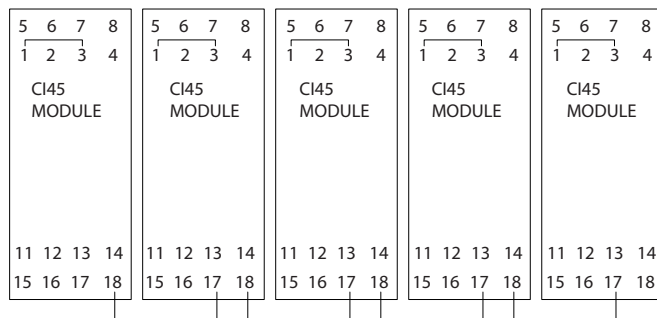 5 6 7 8 5 6 7 8 5 6 7 8 5 6 7 8 5 6 7 8
1 2 3 4 1 2 3 4 1 2 3 4 1 2 3 4 1 2 3 4
CI45 CI45 CI45 CI45 CI45
MODULE MODULE MODULE MODULE MODULE
11 12 13 14 11 12 13 14 11 12 13 14 11 12 13 14 11 12 13 14
15 16 17 18 15 16 17 18 15 16 17 18 15 16 17 18 15 16 17 18